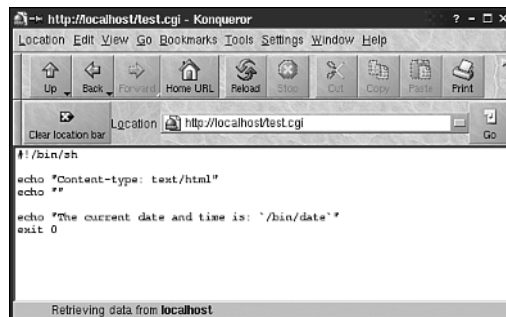 http://localhost/test.cgi - Konqueror
Location Edit View Go Bookmarks Tools Settings Window Help
Up Back Forward Home URL Reload Stop Cut Copy Paste Print
Clear location bar Location http://localhost/test.cgi Go
#!/bin/sh
echo "Content-type: text/html"
echo ""
echo "The current date and time is: `/bin/date`"
exit 0
Retrieving data from localhost